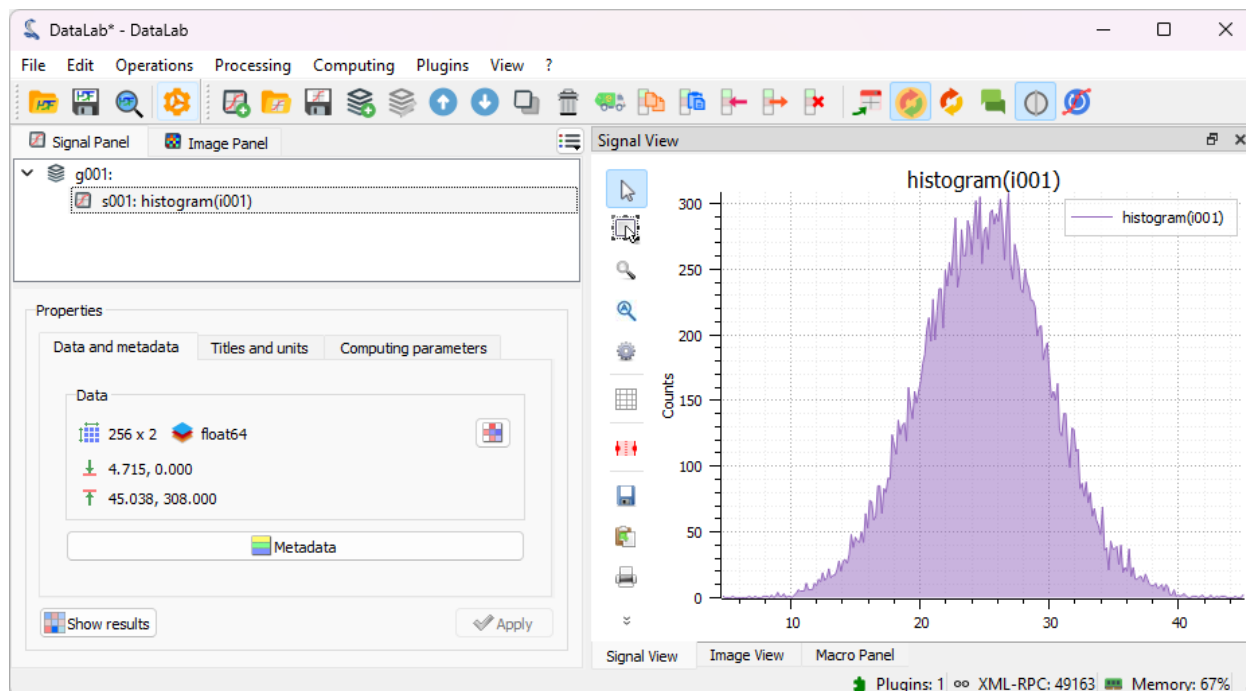 DataLab* - DataLab
File Edit Operations Processing Computing Plugins View ?
Signal Panel Image Panel
g001:
s001: histogram(i001)
Properties
Data and metadata Titles and units Computing parameters
Data
256 x 2 float64
4.715, 0.000
45.038, 308.000
Metadata
Show results Apply
Signal View
histogram(i001)
histogram(i001)
Counts
300
250
200
150
100
50
0
10 20 30 40
Signal View Image View Macro Panel
Plugins: 1 XML-RPC: 49163 Memory: 67%